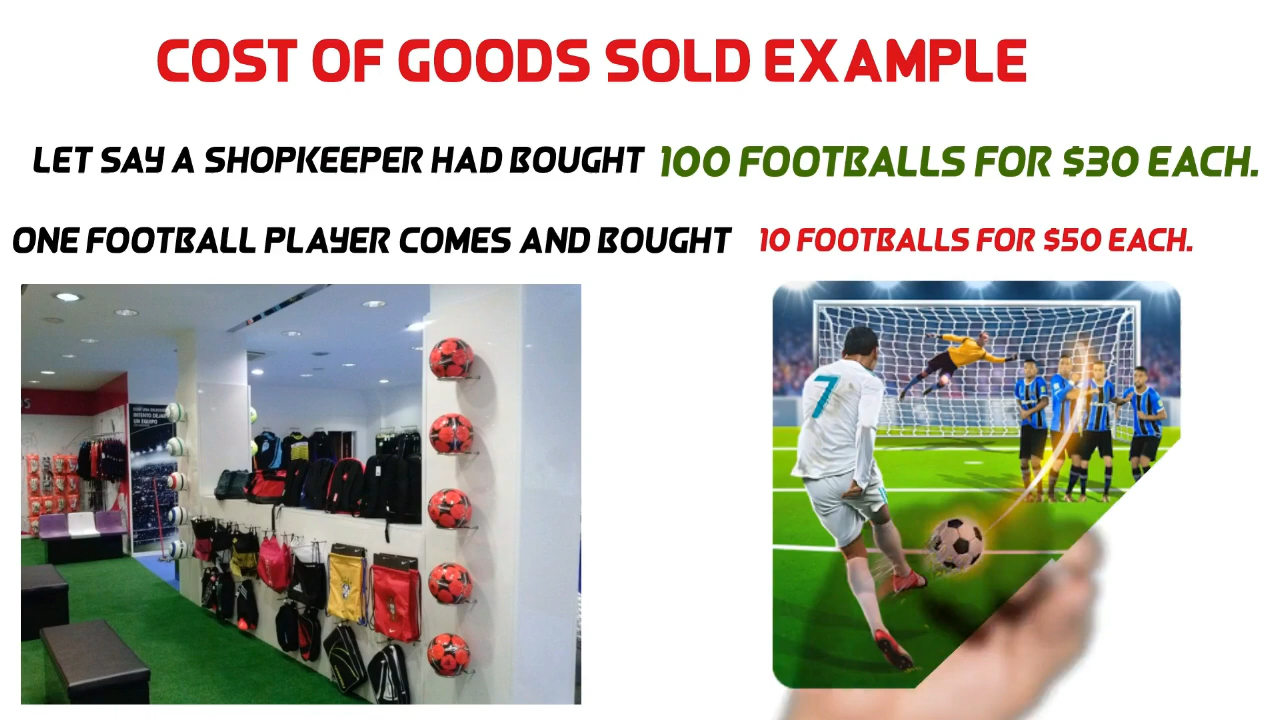 COST OF GOODS SOLD EXAMPLE
LET SAY A SHOPKEEPER HAD BOUGHT 100 FOOTBALLS FOR $30 EACH.
ONE FOOTBALL PLAYER COMES AND BOUGHT 10 FOOTBALLS FOR $50 EACH.
7